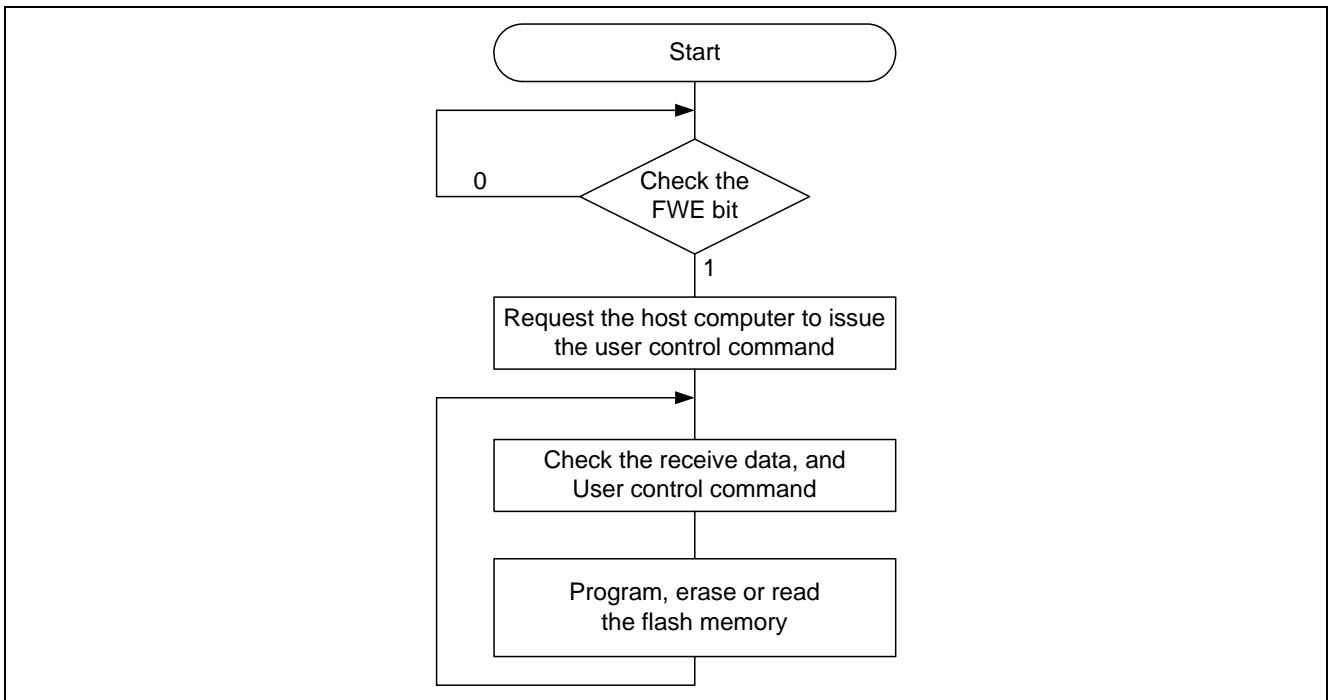 Start
Check the
FWE bit
0
1
Request the host computer to issue
the user control command
Check the receive data, and
User control command
Program, erase or read
the flash memory